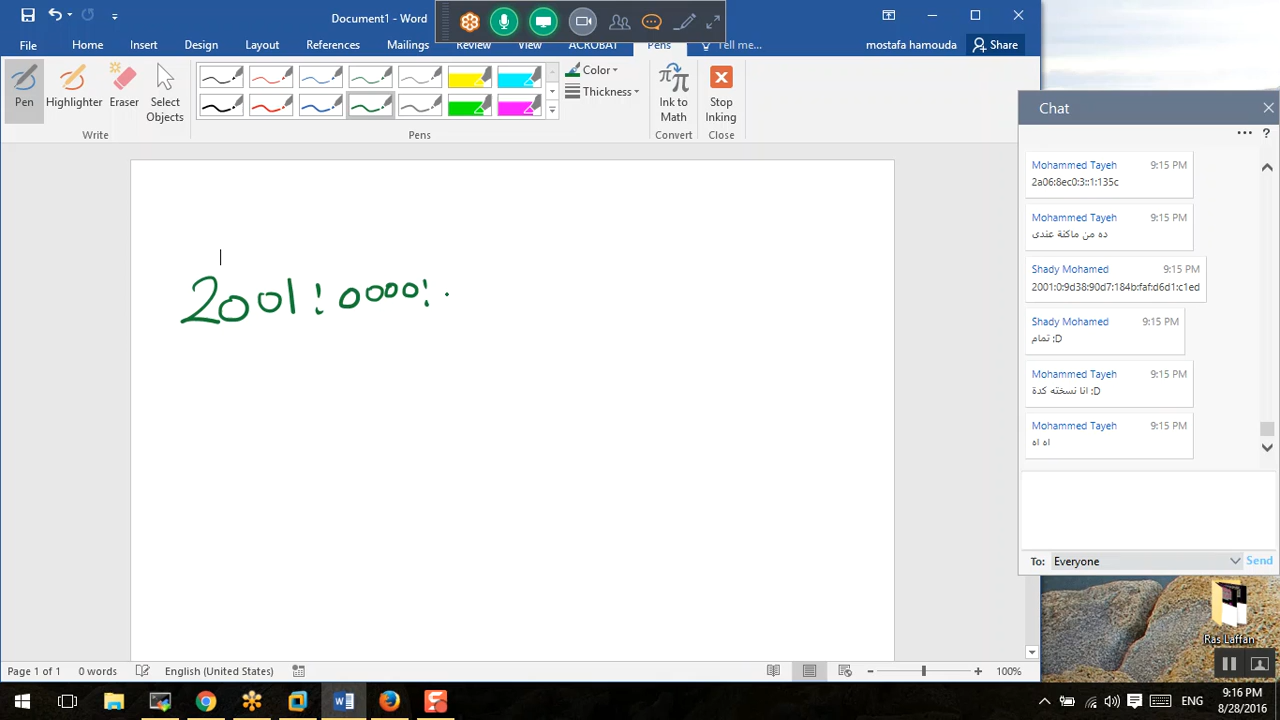 Document1 - Word
File
Home
Insert
Design
Layout
References
Mailings
Review
View
ACROBAT
Pens
Tell me...
mostafa hamouda
Share
Pen
Highlighter
Eraser
Select Objects
Color
Thickness
Ink to Math
Stop Inking
Write
Pens
Convert
Close
2001:0000:
Chat
Mohammed Tayeh 9:15 PM
2a06:8ec0:3::1:135c
Mohammed Tayeh 9:15 PM
ده من ماكنة عندى
Shady Mohamed 9:15 PM
2001:0:9d38:90d7:184b:faf:d6d1:c1ed
Shady Mohamed 9:15 PM
تمام :D
Mohammed Tayeh 9:15 PM
انا نسخته كدة :D
Mohammed Tayeh 9:15 PM
اه اه
To: Everyone Send
Ras Laffan
Page 1 of 1 0 words English (United States) 100%
ENG
9:16 PM
8/28/2016